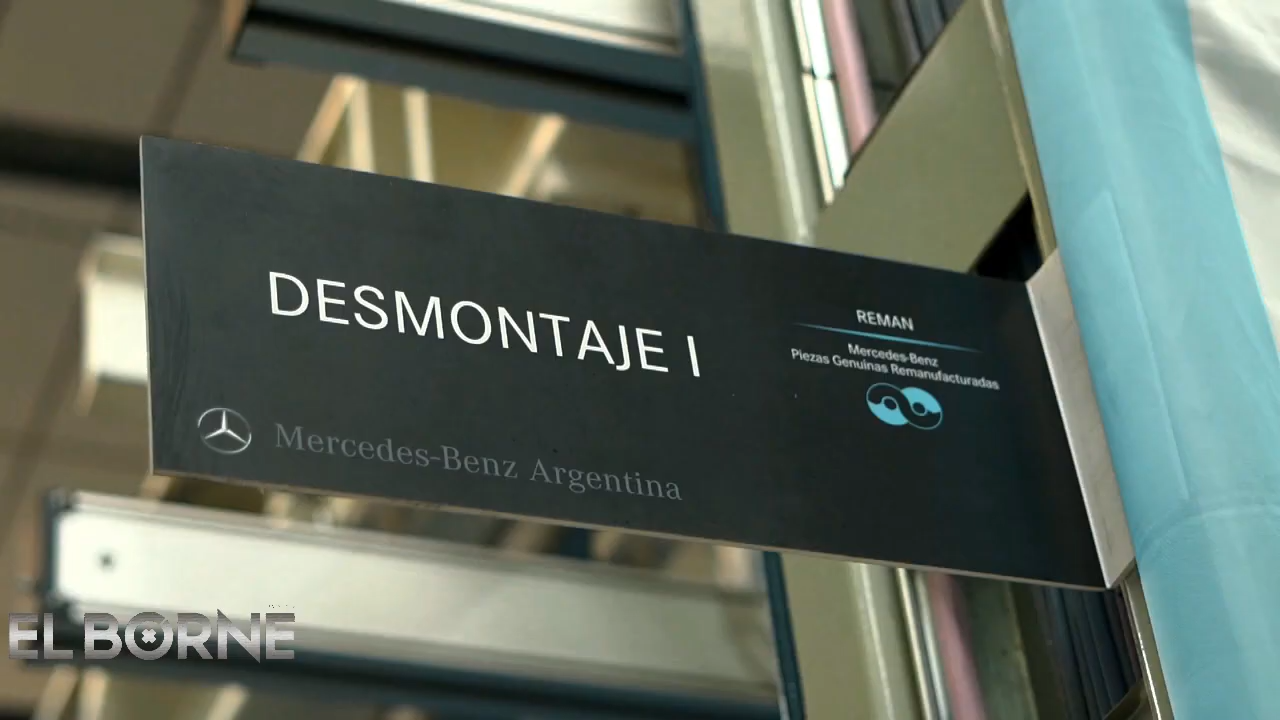 DESMONTAJE I
REMAN
Mercedes-Benz
Piezas Genuinas Remanufacturadas
Mercedes-Benz Argentina
EL BORNE